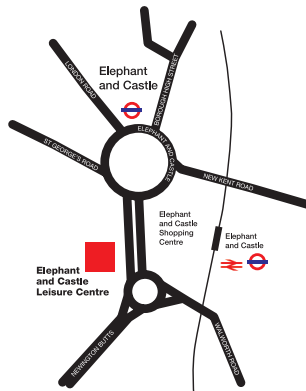 Elephant
and Castle
LONDON ROAD
BOROUGH HIGH STREET
ELEPHANT AND CASTLE
ST GEORGE'S ROAD
NEW KENT ROAD
Elephant
and Castle
Shopping
Centre
Elephant
and Castle
Elephant
and Castle
Leisure Centre
NEWINGTON BUTTS
WALWORTH ROAD